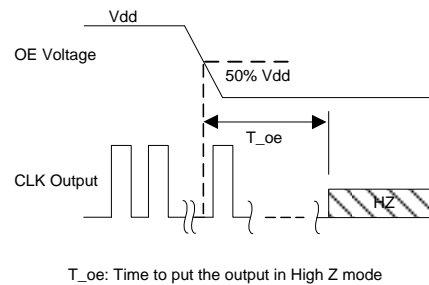 Vdd
OE Voltage
50% Vdd
T_oe
CLK Output
HZ
T_oe: Time to put the output in High Z mode